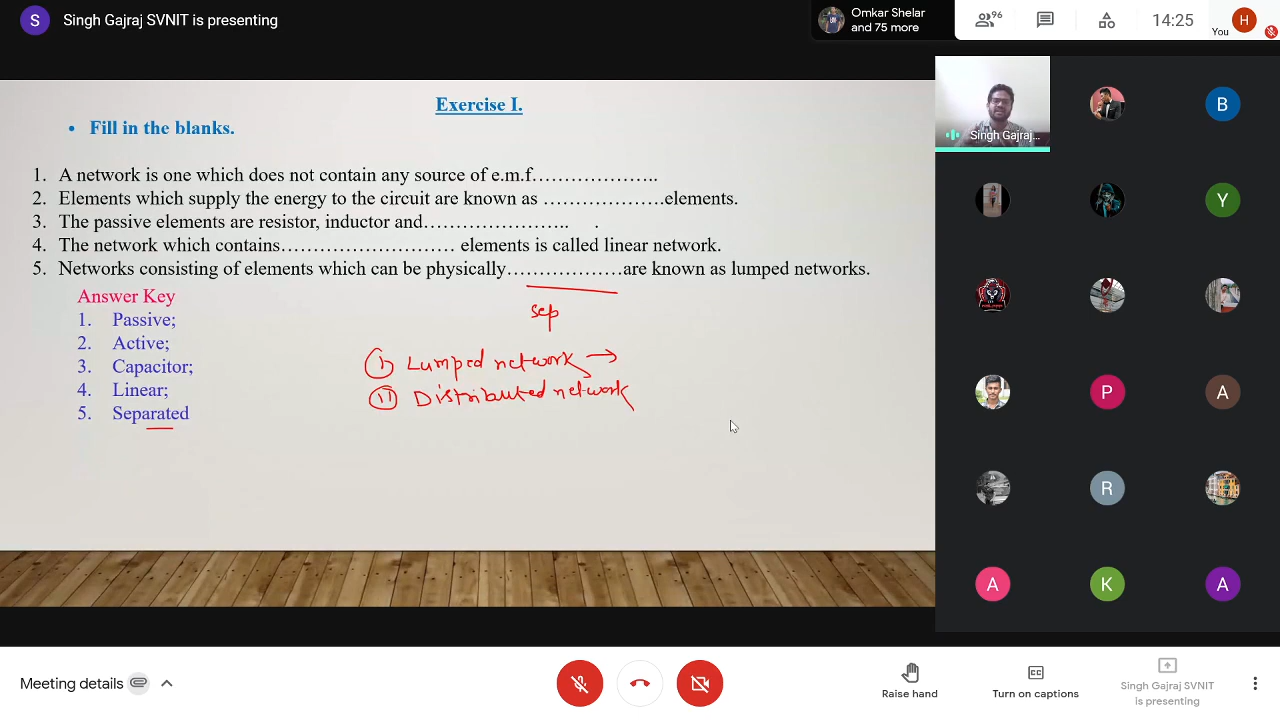 S
Singh Gajraj SVNIT is presenting
Omkar Shelar
and 75 more
96
14:25
You
H
Exercise I.
• Fill in the blanks.
1. A network is one which does not contain any source of e.m.f………………..
2. Elements which supply the energy to the circuit are known as ……………….elements.
3. The passive elements are resistor, inductor and………………….. .
4. The network which contains……………………… elements is called linear network.
5. Networks consisting of elements which can be physically………………are known as lumped networks.
Answer Key
1. Passive;
2. Active;
3. Capacitor;
4. Linear;
5. Separated
sep
(i) Lumped network →
(ii) Distributed network
Singh Gajraj...
B
Y
P
A
R
A
K
A
Meeting details
Raise hand
Turn on captions
Singh Gajraj SVNIT
is presenting